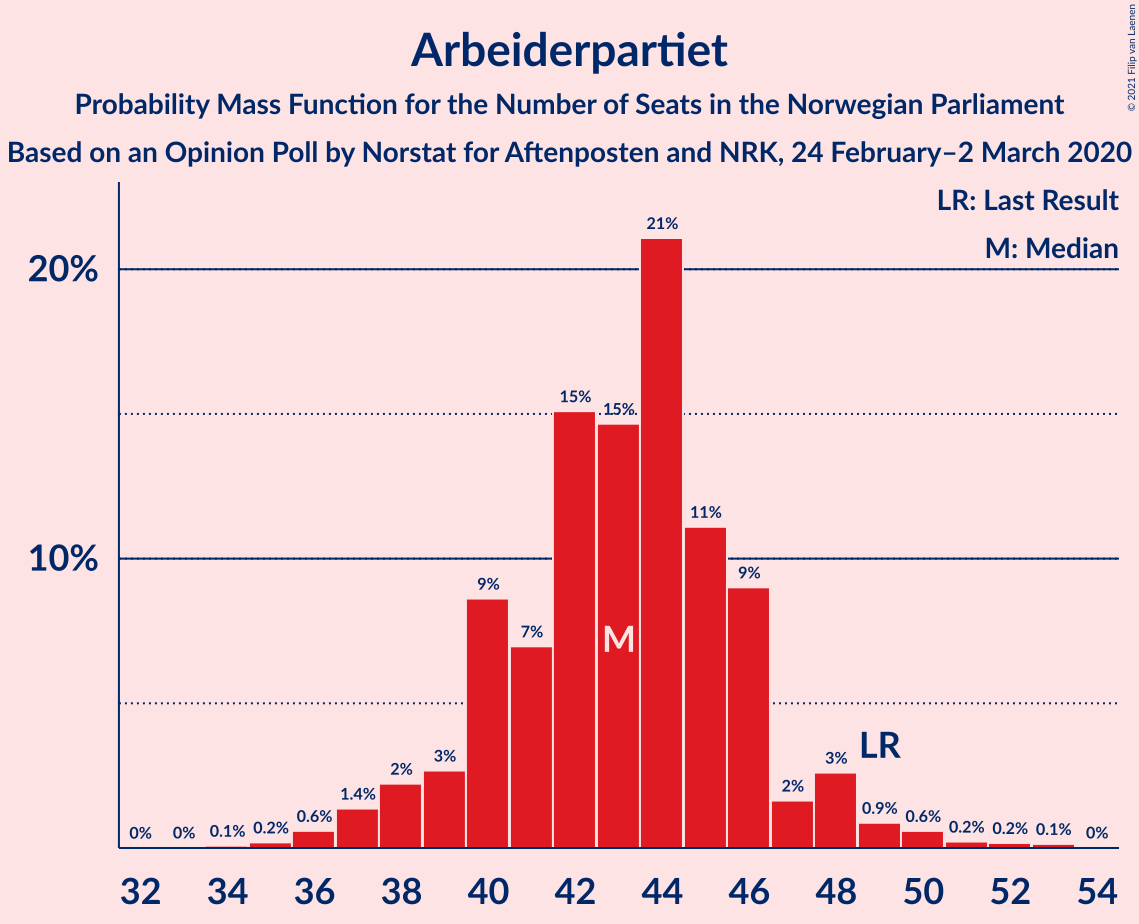 Arbeiderpartiet
Probability Mass Function for the Number of Seats in the Norwegian Parliament
Based on an Opinion Poll by Norstat for Aftenposten and NRK, 24 February–2 March 2020
© 2021 Filip van Laenen
LR: Last Result
M: Median
20%
10%
0%
0%
0.1%
0.2%
0.6%
1.4%
2%
3%
9%
7%
15%
15%
21%
11%
9%
2%
3%
0.9%
0.6%
0.2%
0.2%
0.1%
0%
M
LR
32 34 36 38 40 42 44 46 48 50 52 54